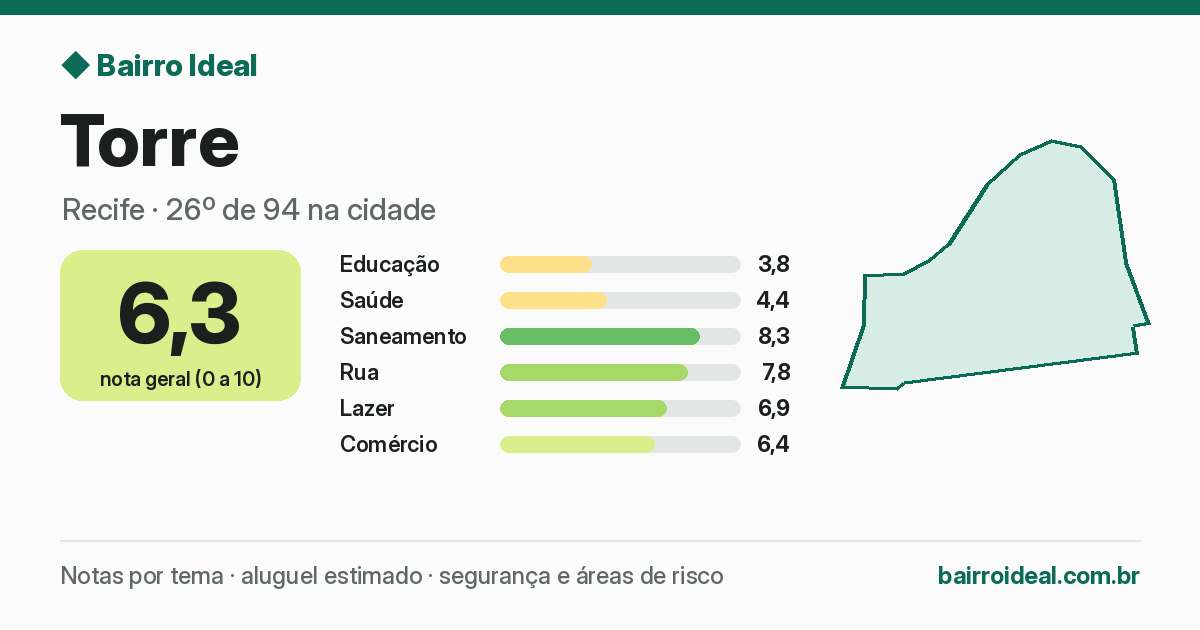 Bairro Ideal
Torre
Recife · 26º de 94 na cidade
6,3
nota geral (0 a 10)
Educação 3,8
Saúde 4,4
Saneamento 8,3
Rua 7,8
Lazer 6,9
Comércio 6,4
Notas por tema · aluguel estimado · segurança e áreas de risco
bairroideal.com.br